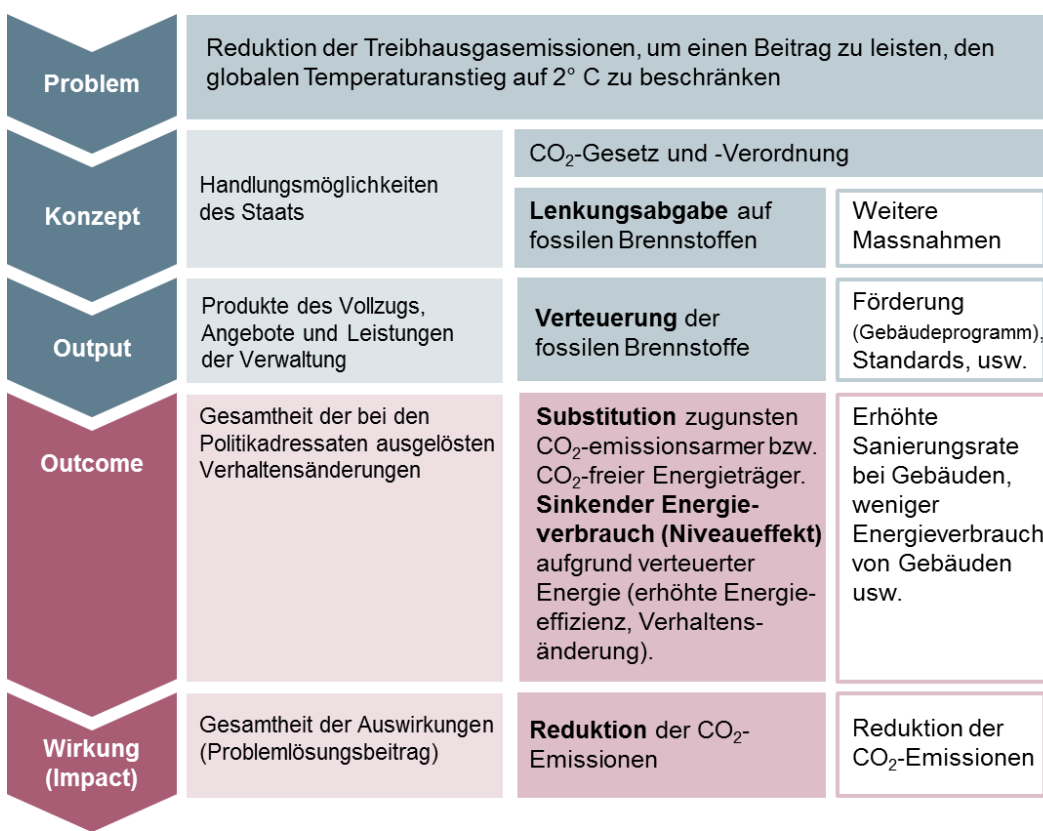 Problem
Reduktion der Treibhausgasemissionen, um einen Beitrag zu leisten, den
globalen Temperaturanstieg auf 2° C zu beschränken
Konzept
Handlungsmöglichkeiten
des Staats
CO₂-Gesetz und -Verordnung
Lenkungsabgabe auf
fossilen Brennstoffen
Weitere
Massnahmen
Output
Produkte des Vollzugs,
Angebote und Leistungen
der Verwaltung
Verteuerung der
fossilen Brennstoffe
Förderung
(Gebäudeprogramm),
Standards, usw.
Outcome
Gesamtheit der bei den
Politikadressaten ausgelösten
Verhaltensänderungen
Substitution zugunsten
CO₂-emissionsarmer bzw.
CO₂-freier Energieträger.
Sinkender Energie-
verbrauch (Niveaueffekt)
aufgrund verteuerter
Energie (erhöhte Energie-
effizienz, Verhaltens-
änderung).
Erhöhte
Sanierungsrate
bei Gebäuden,
weniger
Energieverbrauch
von Gebäuden
usw.
Wirkung
(Impact)
Gesamtheit der Auswirkungen
(Problemlösungsbeitrag)
Reduktion der CO₂-
Emissionen
Reduktion der
CO₂-Emissionen